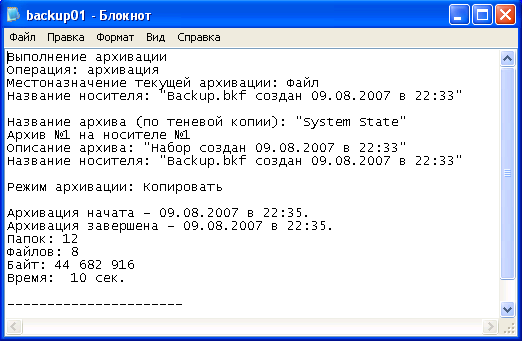 backup01 - Блокнот
Файл Правка Формат Вид Справка
Выполнение архивации
Операция: архивация
Местоназначение текущей архивации: Файл
Название носителя: "Backup.bkf создан 09.08.2007 в 22:33"
Название архива (по теневой копии): "System State"
Архив №1 на носителе №1
Описание архива: "Набор создан 09.08.2007 в 22:33"
Название носителя: "Backup.bkf создан 09.08.2007 в 22:33"
Режим архивации: Копировать
Архивация начата - 09.08.2007 в 22:35.
Архивация завершена - 09.08.2007 в 22:35.
Папок: 12
Файлов: 8
Байт: 44 682 916
Время:  10 сек.
----------------------